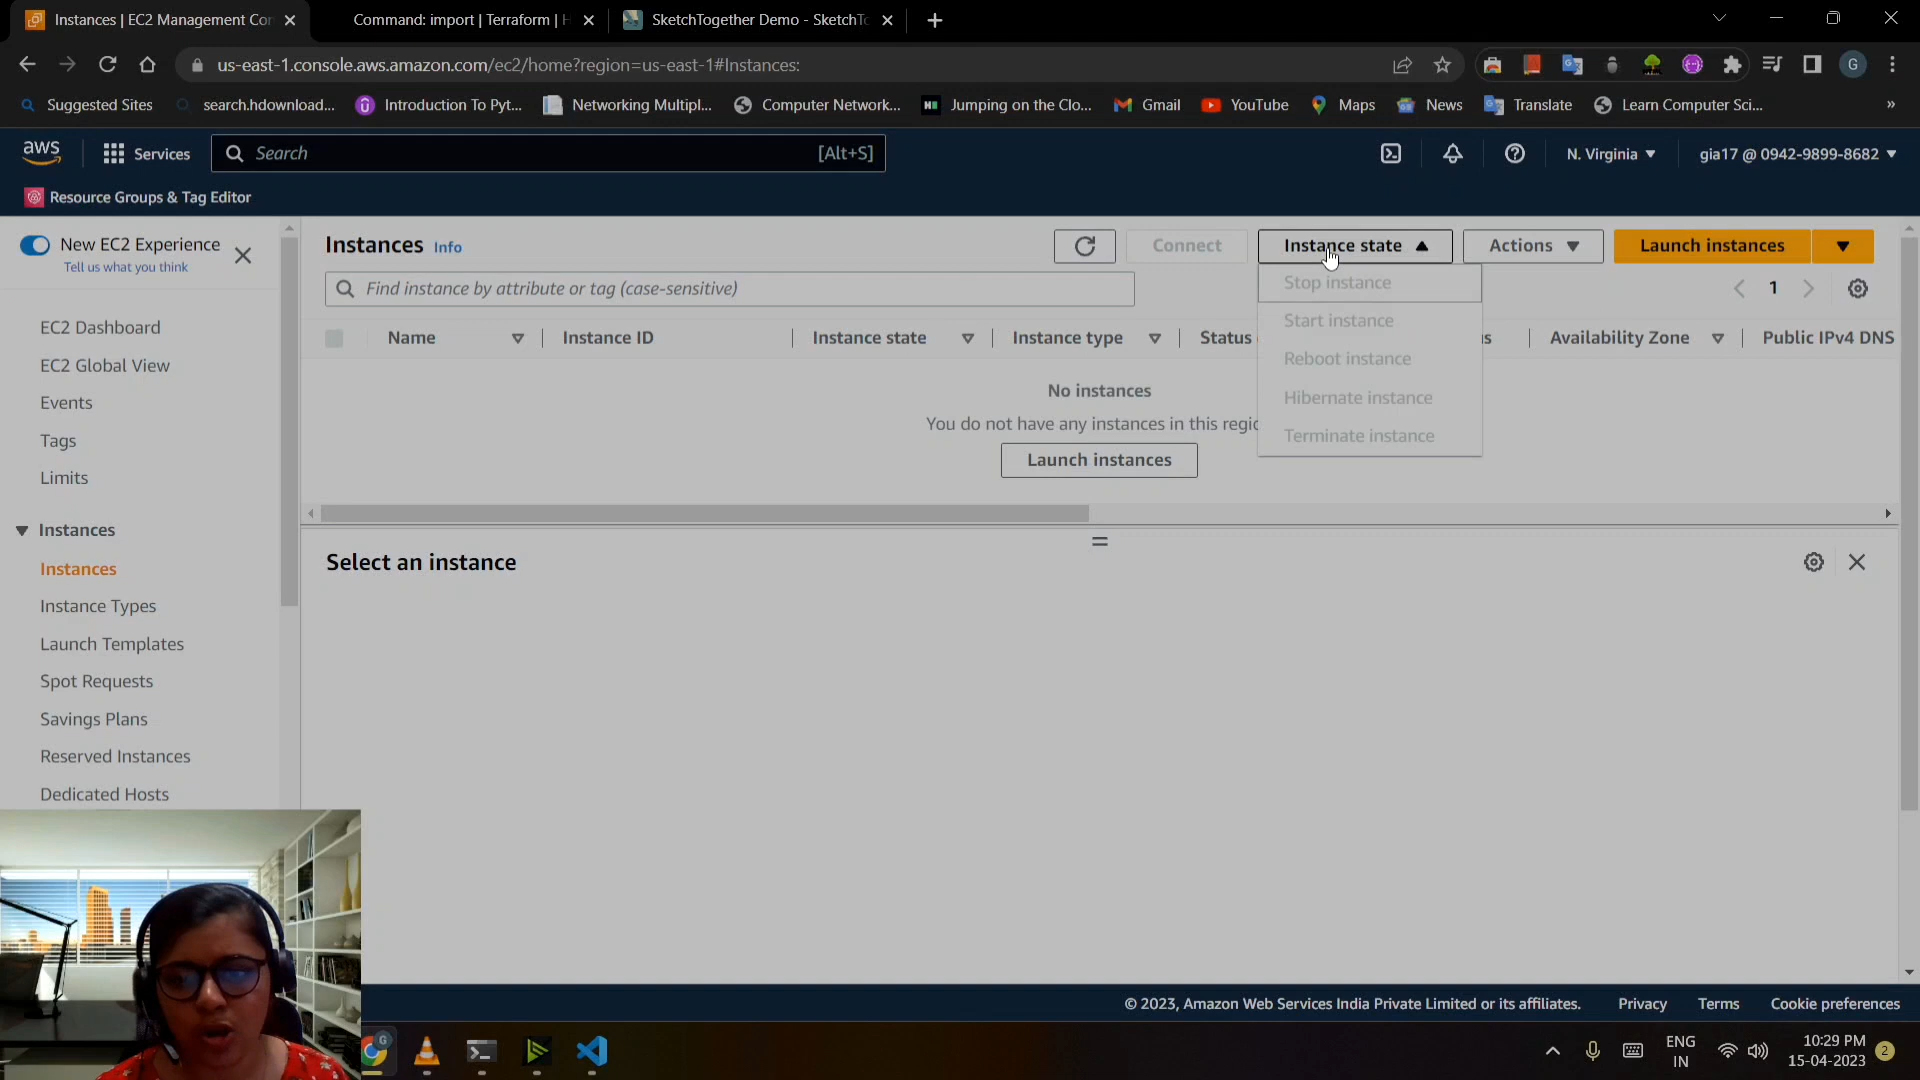 Instances | EC2 Management Con
Command: import | Terraform | H
SketchTogether Demo - SketchTo
us-east-1.console.aws.amazon.com/ec2/home?region=us-east-1#Instances:
G
Suggested Sites
search.hdownload...
Introduction To Pyt...
Networking Multipl...
Computer Network...
Jumping on the Clo...
Gmail
YouTube
Maps
News
Translate
Learn Computer Sci...
»
aws
Services
Search
[Alt+S]
N. Virginia
gia17 @ 0942-9899-8682
Resource Groups & Tag Editor
New EC2 Experience
Tell us what you think
EC2 Dashboard
EC2 Global View
Events
Tags
Limits
Instances
Instances
Instance Types
Launch Templates
Spot Requests
Savings Plans
Reserved Instances
Dedicated Hosts
Instances Info
Connect
Instance state
Actions
Launch instances
Find instance by attribute or tag (case-sensitive)
1
Stop instance
Start instance
Reboot instance
Hibernate instance
Terminate instance
Name
Instance ID
Instance state
Instance type
Status
s
Availability Zone
Public IPv4 DNS
No instances
You do not have any instances in this regio
Launch instances
Select an instance
© 2023, Amazon Web Services India Private Limited or its affiliates.
Privacy
Terms
Cookie preferences
ENG
IN
10:29 PM
15-04-2023
2